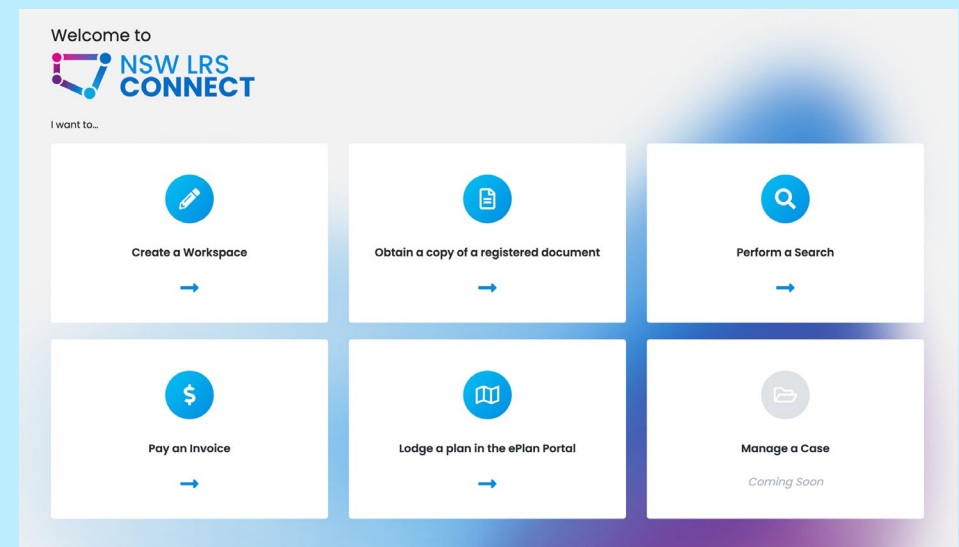 Welcome to
NSW LRS
CONNECT
I want to...
Create a Workspace
Obtain a copy of a registered document
Perform a Search
Pay an Invoice
Lodge a plan in the ePlan Portal
Manage a Case
Coming Soon